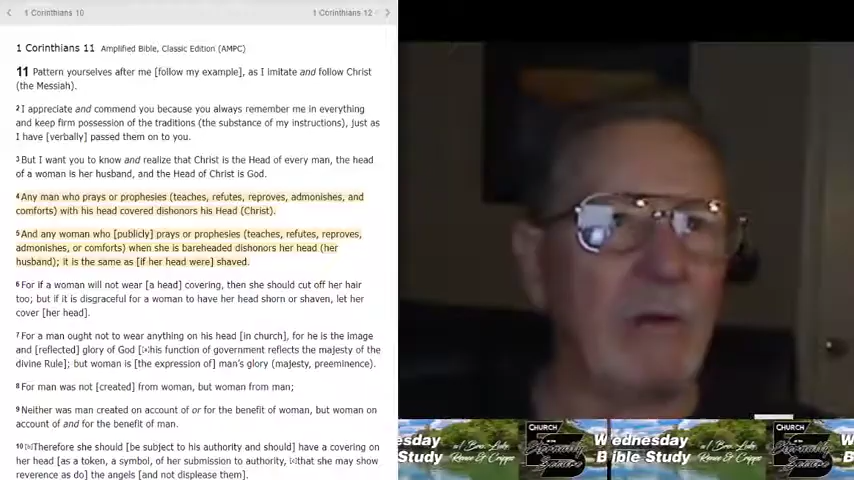 1 Corinthians 10
1 Corinthians 12
1 Corinthians 11 Amplified Bible, Classic Edition (AMPC)
11 Pattern yourselves after me [follow my example], as I imitate and follow Christ
(the Messiah).
2 I appreciate and commend you because you always remember me in everything
and keep firm possession of the traditions (the substance of my instructions), just as
I have [verbally] passed them on to you.
3 But I want you to know and realize that Christ is the Head of every man, the head
of a woman is her husband, and the Head of Christ is God.
4 Any man who prays or prophesies (teaches, refutes, reproves, admonishes, and
comforts) with his head covered dishonors his Head (Christ).
5 And any woman who [publicly] prays or prophesies (teaches, refutes, reproves,
admonishes, or comforts) when she is bareheaded dishonors her head (her
husband); it is the same as [if her head were] shaved.
6 For if a woman will not wear [a head] covering, then she should cut off her hair
too; but if it is disgraceful for a woman to have her head shorn or shaven, let her
cover [her head].
7 For a man ought not to wear anything on his head [in church], for he is the image
and [reflected] glory of God [his function of government reflects the majesty of the
divine Rule]; but woman is [the expression of] man's glory (majesty, preeminence).
8 For man was not [created] from woman, but woman from man;
9 Neither was man created on account of or for the benefit of woman, but woman on
account of and for the benefit of man.
10 Therefore she should [be subject to his authority and should] have a covering on
her head [as a token, a symbol, of her submission to authority, that she may show
reverence as do] the angels [and not displease them].
esday CHURCH Wednesday CHURCH W
Study w/ Bro. Luke Eternally Secure Bible Study w/ Bro. Luke Eternally Secure Bi